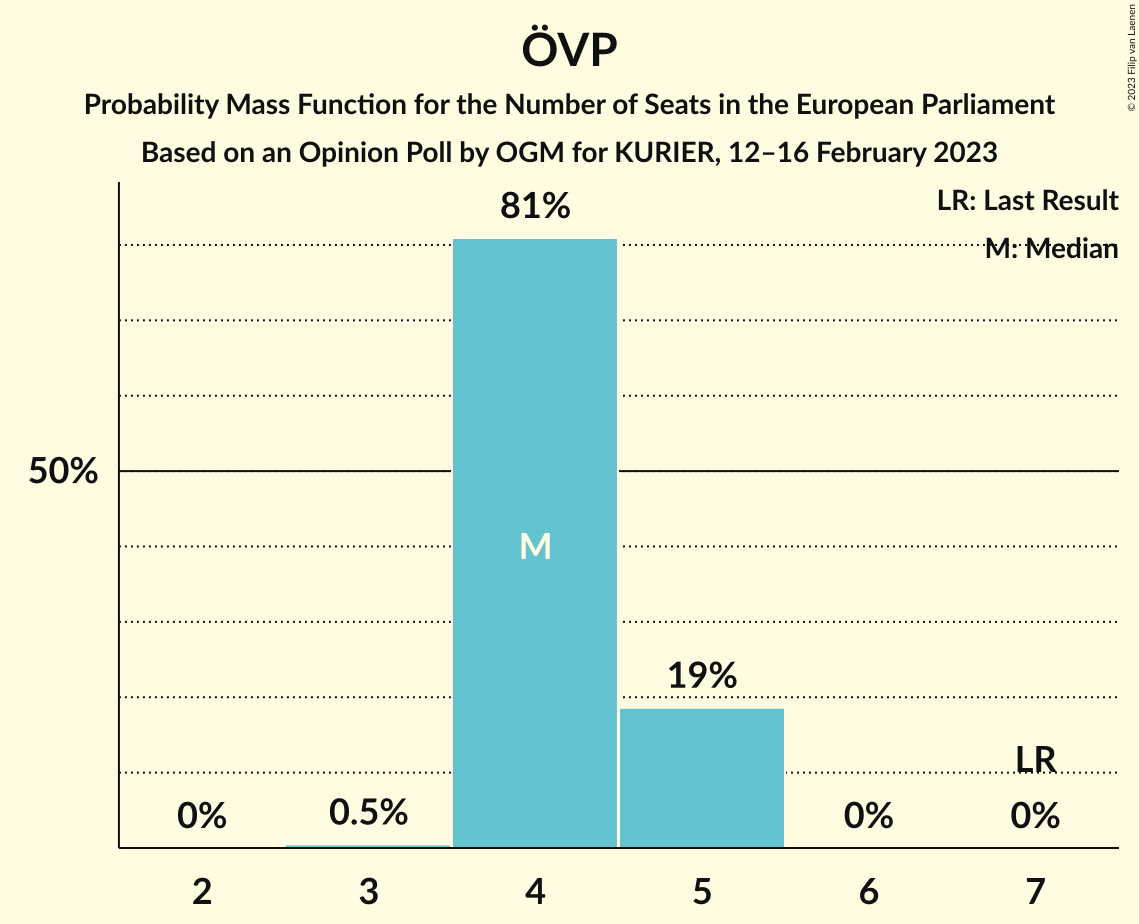 ÖVP
Probability Mass Function for the Number of Seats in the European Parliament
Based on an Opinion Poll by OGM for KURIER, 12–16 February 2023
© 2023 Filip van Laenen
LR: Last Result
M: Median
81%
50%
M
19%
LR
0%
0.5%
0%
0%
2
3
4
5
6
7